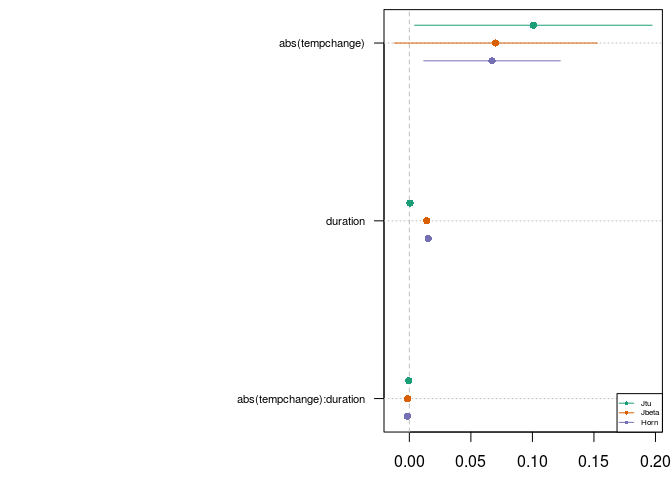 abs(tempchange)
duration
abs(tempchange):duration
Jtu
Jbeta
Horn
0.00 0.05 0.10 0.15 0.20